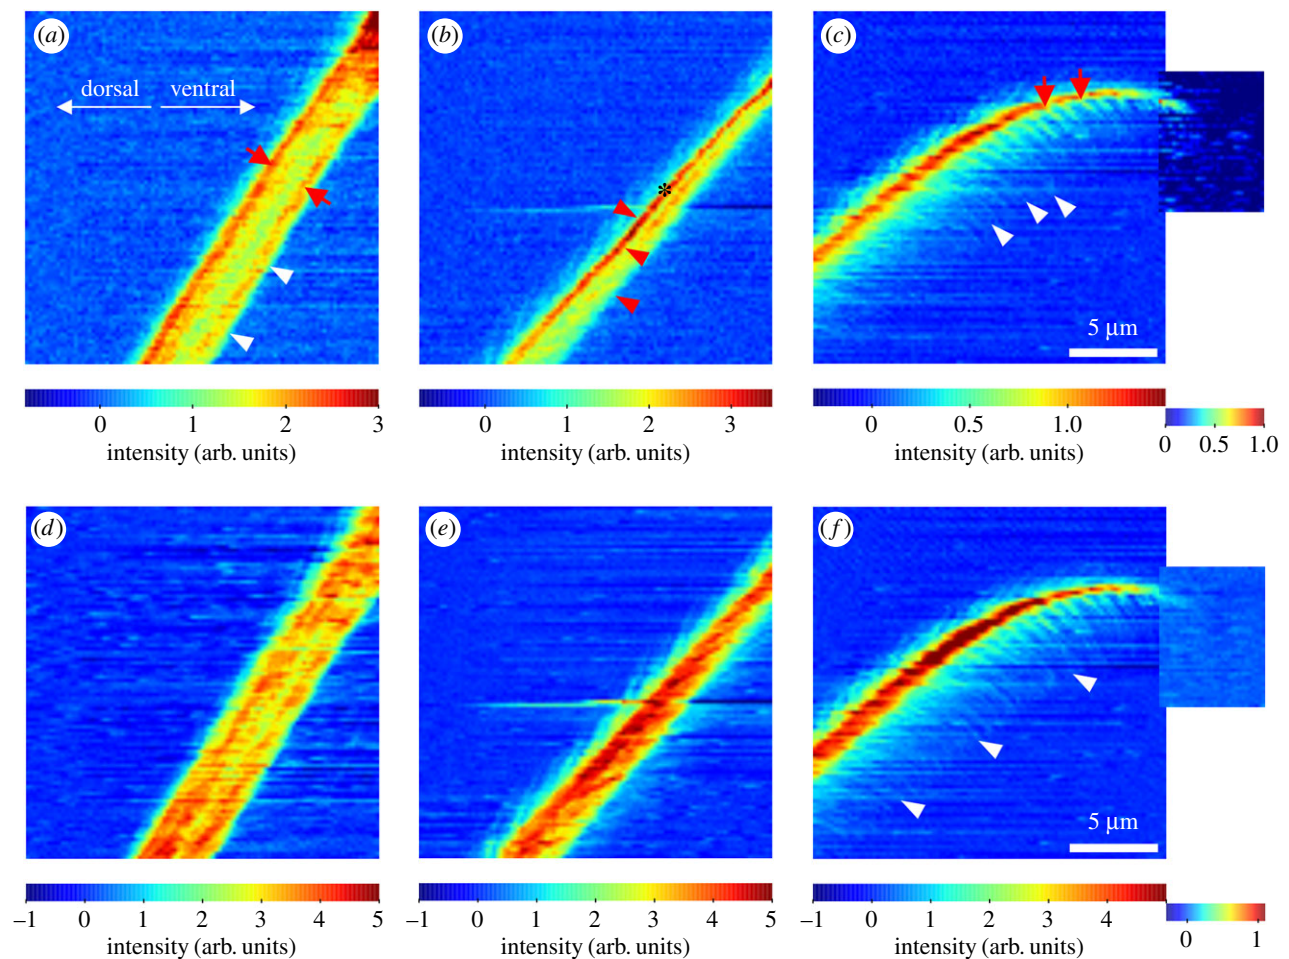 (a)
(b)
(c)
dorsal ventral
*
5 µm
0 1 2 3
intensity (arb. units)
0 1 2 3
intensity (arb. units)
0 0.5 1.0
intensity (arb. units)
0 0.5 1.0
(d)
(e)
(f)
5 µm
–1 0 1 2 3 4 5
intensity (arb. units)
–1 0 1 2 3 4 5
intensity (arb. units)
–1 0 1 2 3 4
intensity (arb. units)
0 1